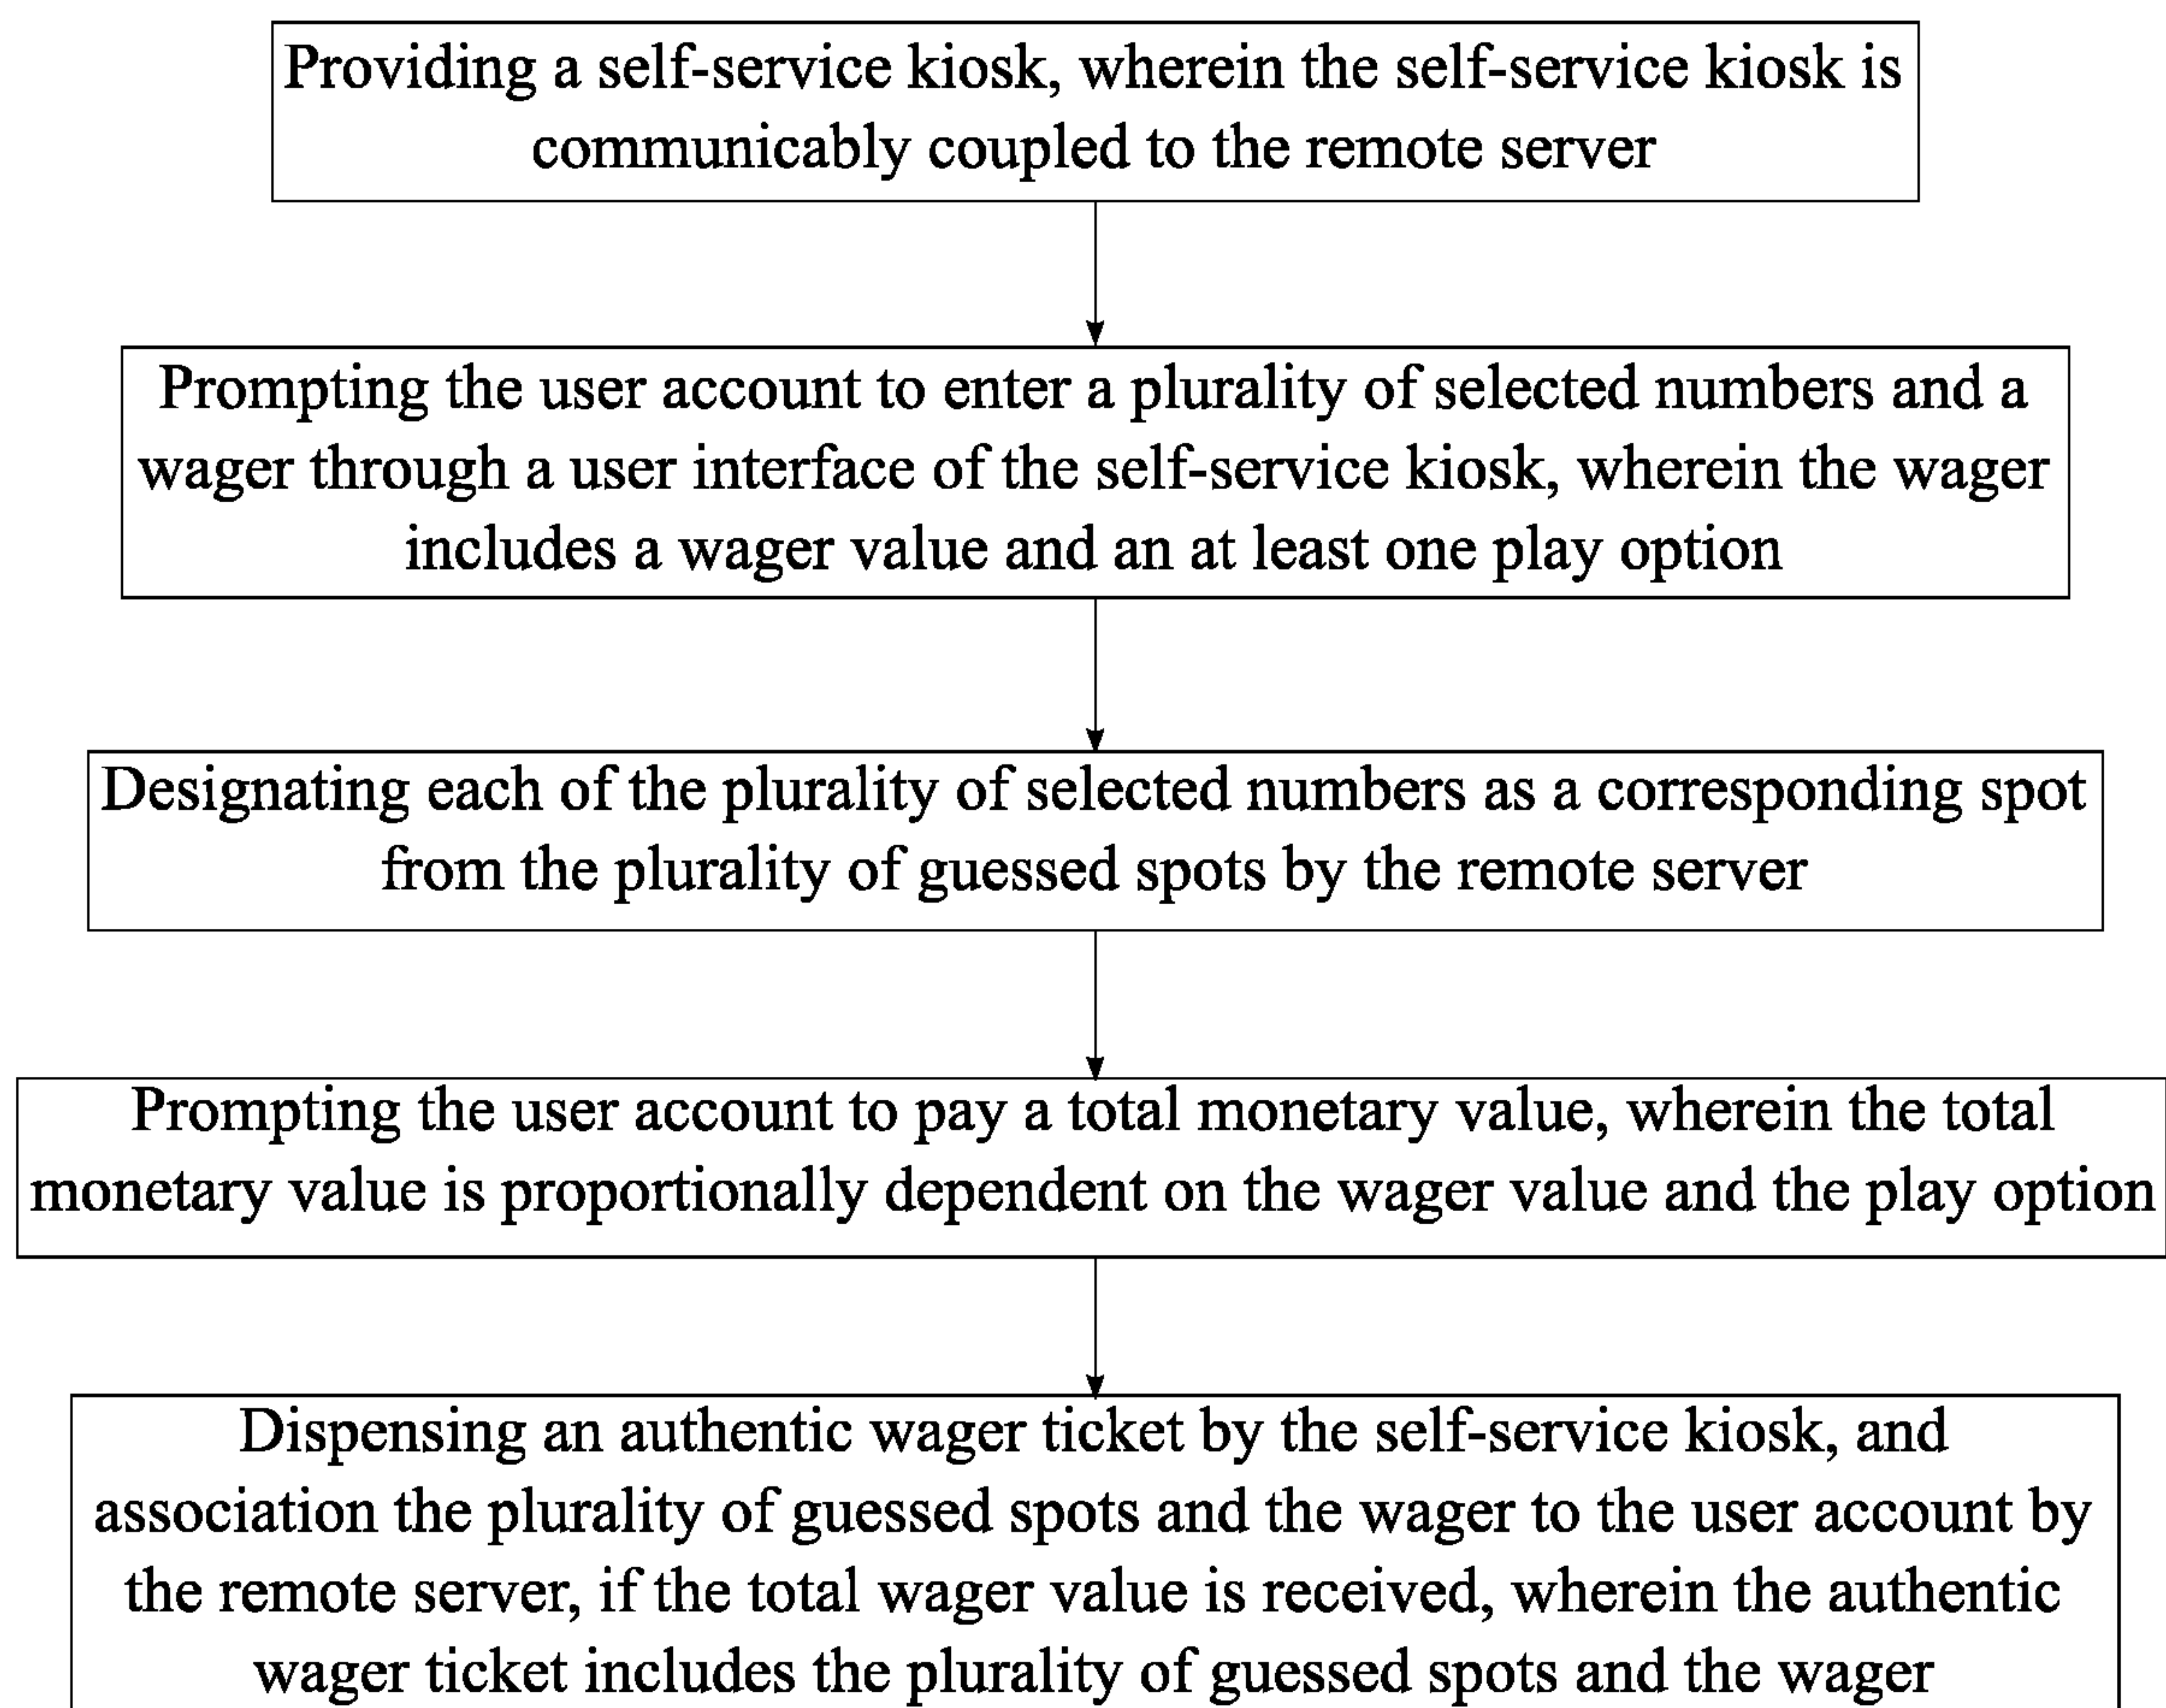 Providing a self-service kiosk, wherein the self-service kiosk is
communicably coupled to the remote server
Prompting the user account to enter a plurality of selected numbers and a
wager through a user interface of the self-service kiosk, wherein the wager
includes a wager value and an at least one play option
Designating each of the plurality of selected numbers as a corresponding spot
from the plurality of guessed spots by the remote server
Prompting the user account to pay a total monetary value, wherein the total
monetary value is proportionally dependent on the wager value and the play option
Dispensing an authentic wager ticket by the self-service kiosk, and
association the plurality of guessed spots and the wager to the user account by
the remote server, if the total wager value is received, wherein the authentic
wager ticket includes the plurality of guessed spots and the wager